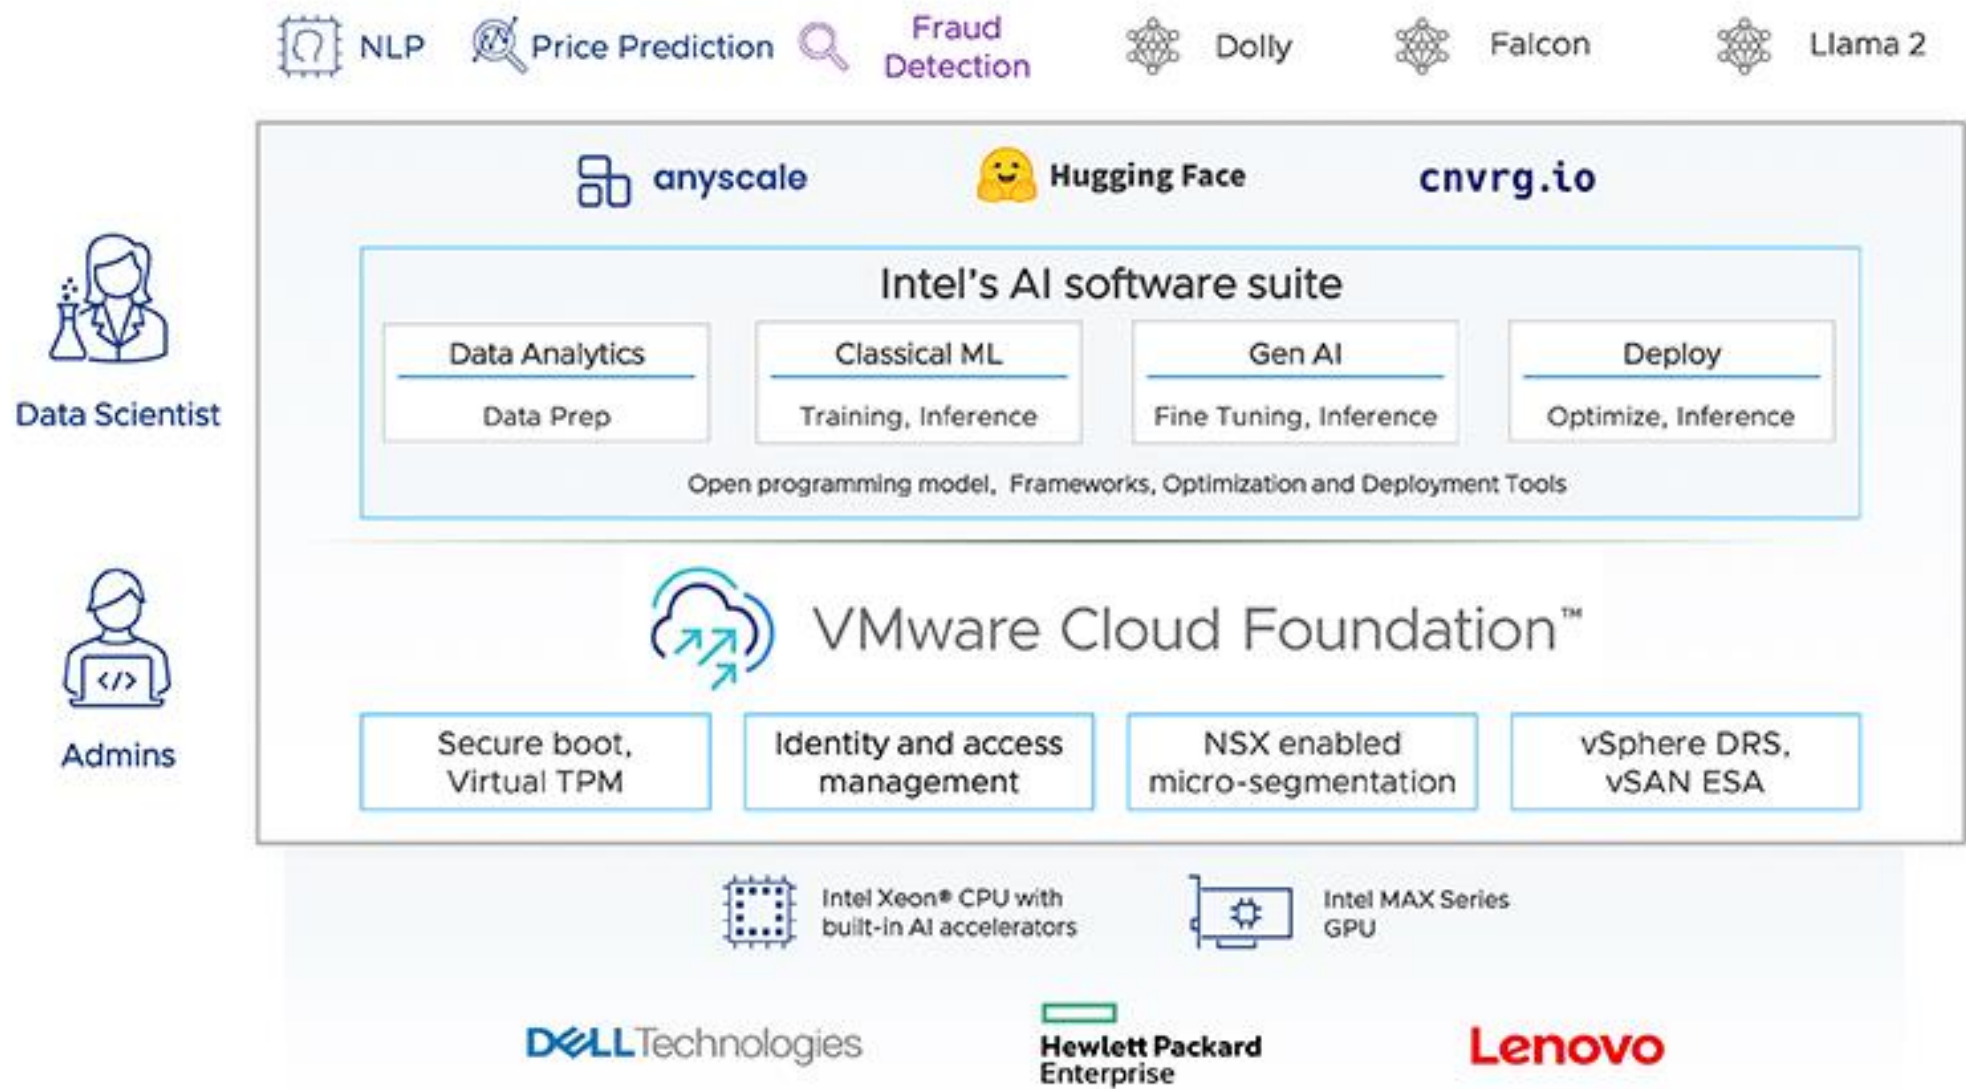 NLP
Price Prediction
Fraud
Detection
Dolly
Falcon
Llama 2
anyscale
Hugging Face
cnvrg.io
Intel's AI software suite
Data Analytics
Data Prep
Classical ML
Training, Inference
Gen AI
Fine Tuning, Inference
Deploy
Optimize, Inference
Open programming model, Frameworks, Optimization and Deployment Tools
Data Scientist
VMware Cloud Foundation™
</>
Admins
Secure boot,
Virtual TPM
Identity and access
management
NSX enabled
micro-segmentation
vSphere DRS,
vSAN ESA
Intel Xeon® CPU with
built-in AI accelerators
Intel MAX Series
GPU
DELL Technologies
Hewlett Packard
Enterprise
Lenovo